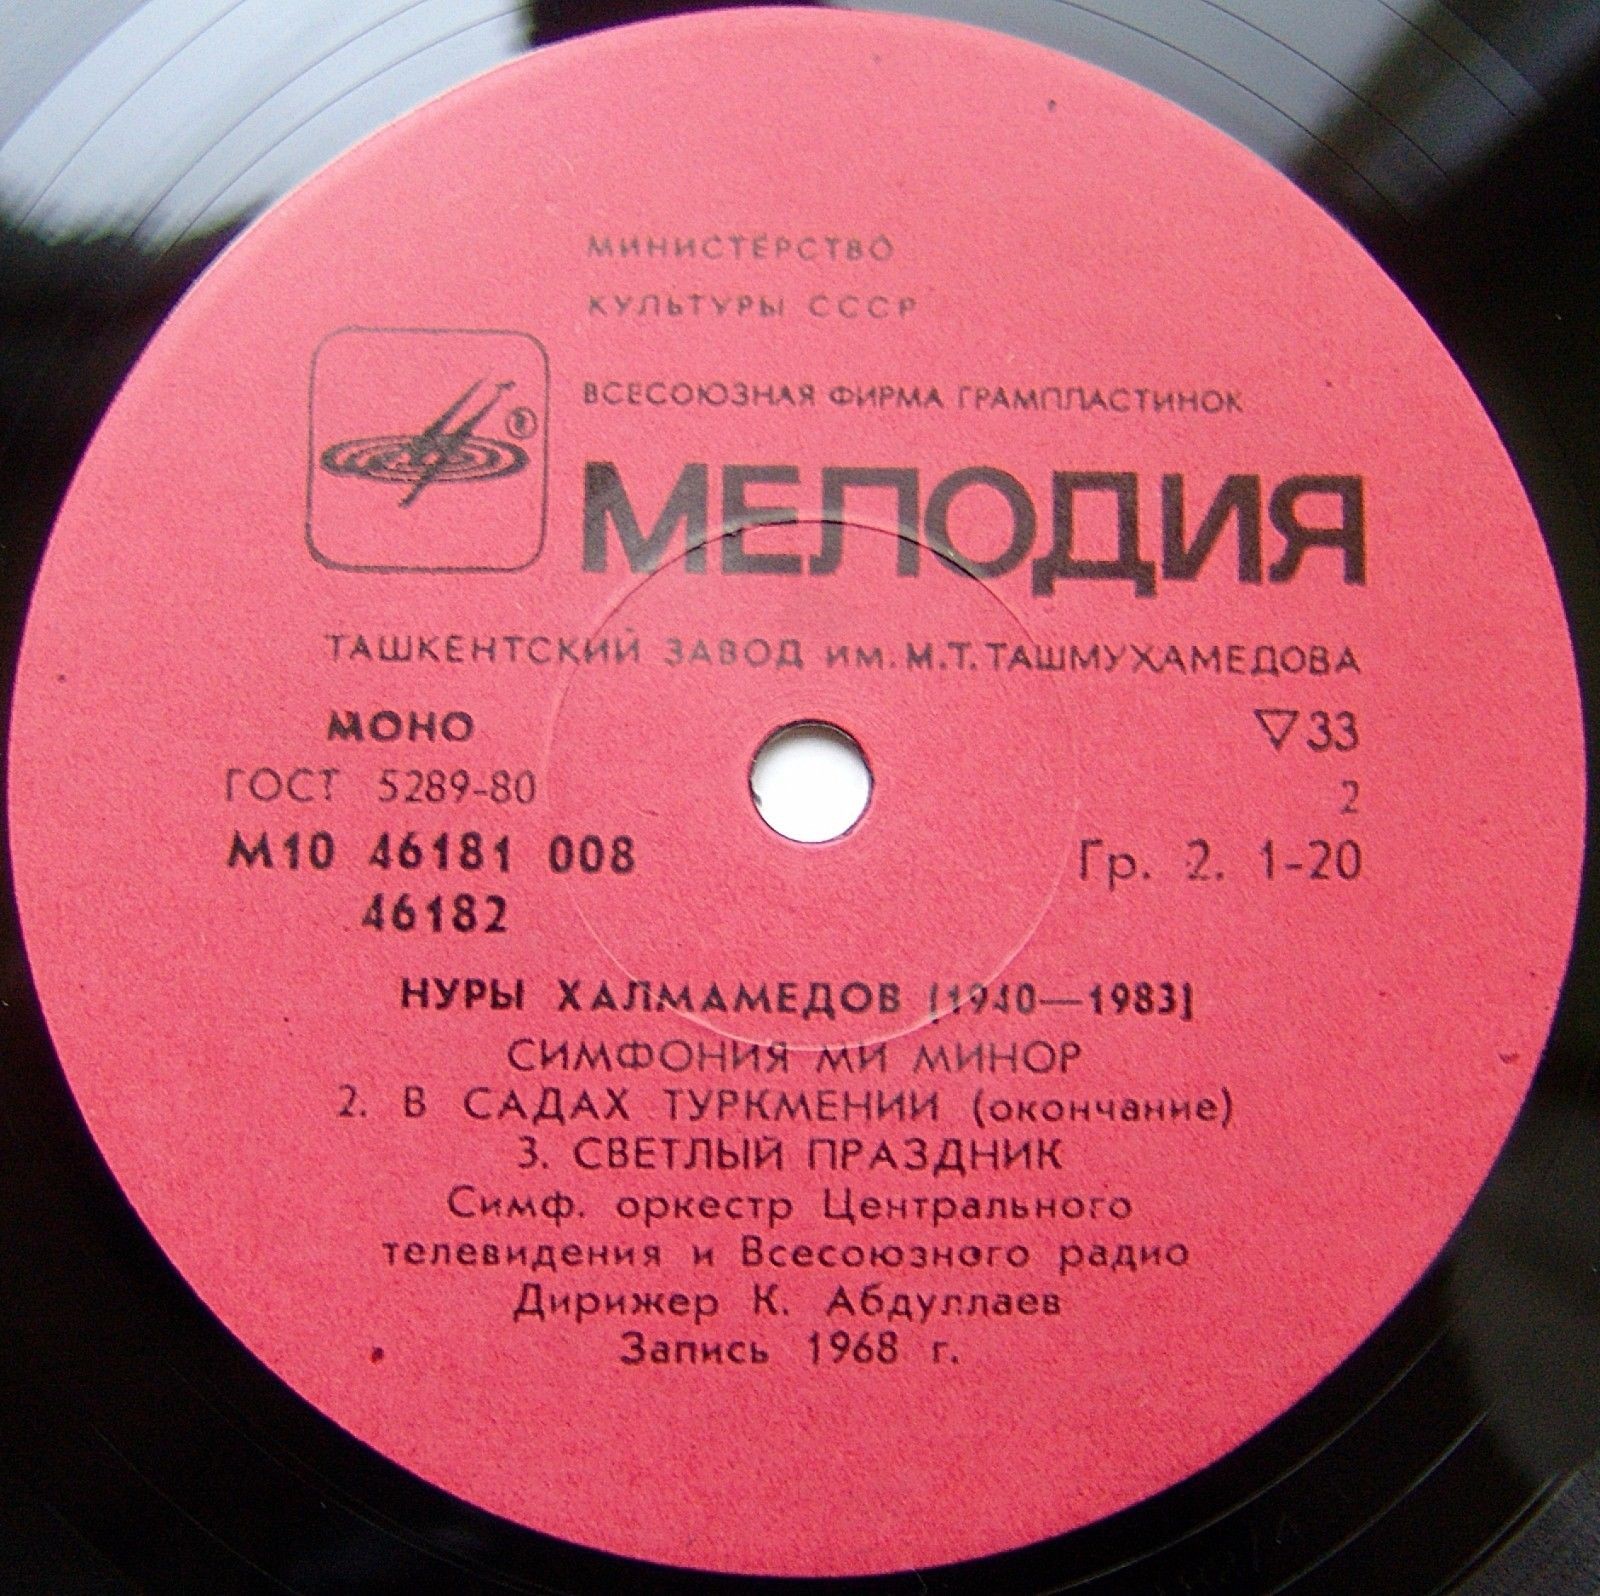 МИНИСТЕРСТВО
КУЛЬТУРЫ СССР
ВСЕСОЮЗНАЯ ФИРМА ГРАМПЛАСТИНОК
МЕЛОДИЯ
ТАШКЕНТСКИЙ ЗАВОД им. М.Т. ТАШМУХАМЕДОВА
МОНО ▽33
ГОСТ 5289-80 2
М10 46181 008 Гр. 2. 1-20
46182
НУРЫ ХАЛМАМЕДОВ [1940—1983]
СИМФОНИЯ МИ МИНОР
2. В САДАХ ТУРКМЕНИИ (окончание)
3. СВЕТЛЫЙ ПРАЗДНИК
Симф. оркестр Центрального
телевидения и Всесоюзного радио
Дирижер К. Абдуллаев
Запись 1968 г.